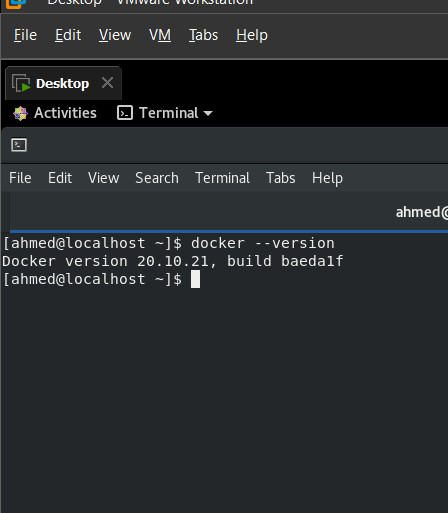 Desktop - VMware Workstation
File Edit View VM Tabs Help
Desktop
Activities Terminal
File Edit View Search Terminal Tabs Help
ahmed@
[ahmed@localhost ~]$ docker --version
Docker version 20.10.21, build baeda1f
[ahmed@localhost ~]$